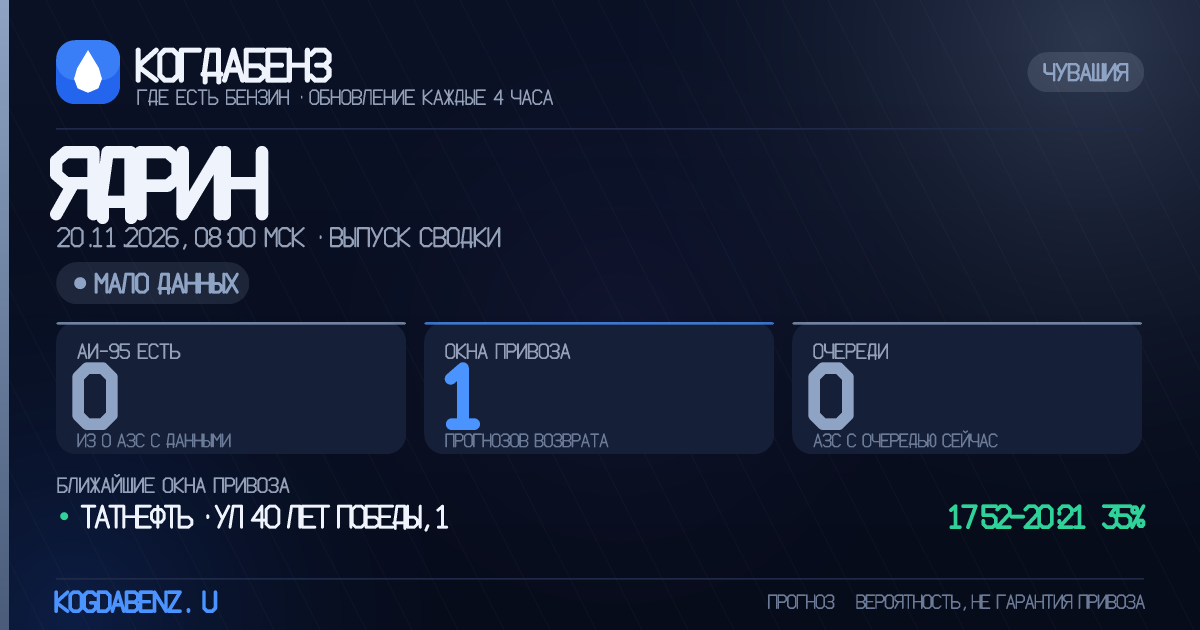 КОГДАБЕНЗ
ГДЕ ЕСТЬ БЕНЗИН · ОБНОВЛЕНИЕ КАЖДЫЕ 4 ЧАСА
ЧУВАШИЯ
ЯДРИН
20.11.2026, 08:00 МСК · ВЫПУСК СВОДКИ
МАЛО ДАННЫХ
АИ-95 ЕСТЬ
0
ИЗ 0 АЗС С ДАННЫМИ
ОКНА ПРИВОЗА
1
ПРОГНОЗОВ ВОЗВРАТА
ОЧЕРЕДИ
0
АЗС С ОЧЕРЕДЬЮ СЕЙЧАС
БЛИЖАЙШИЕ ОКНА ПРИВОЗА
• ТАТНЕФТЬ · УЛ 40 ЛЕТ ПОБЕДЫ, 1
17:52–20:21 35%
KOGDABENZ. U
ПРОГНОЗ ВЕРОЯТНОСТЬ, НЕ ГАРАНТИЯ ПРИВОЗА